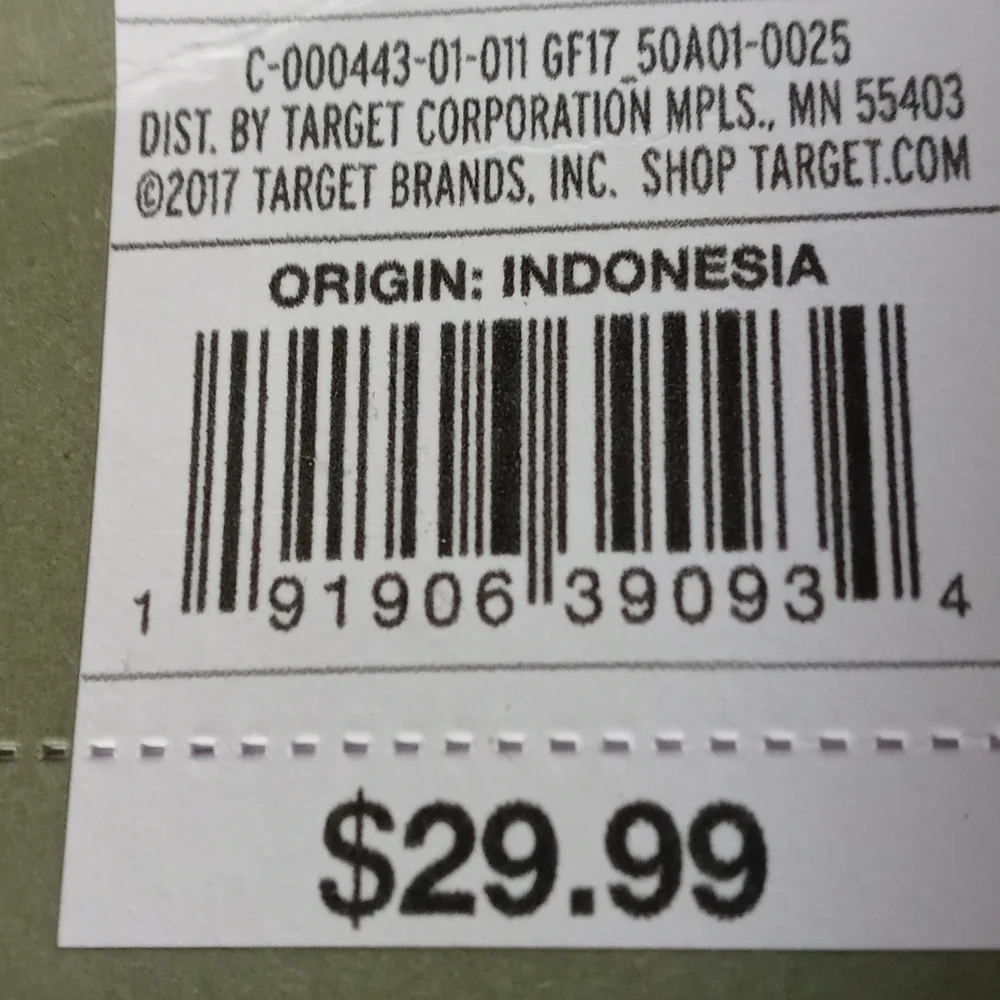 C-000443-01-011 GF17_50A01-0025
DIST. BY TARGET CORPORATION MPLS., MN 55403
©2017 TARGET BRANDS, INC. SHOP TARGET.COM
ORIGIN: INDONESIA
1 91906 39093 4
$29.99